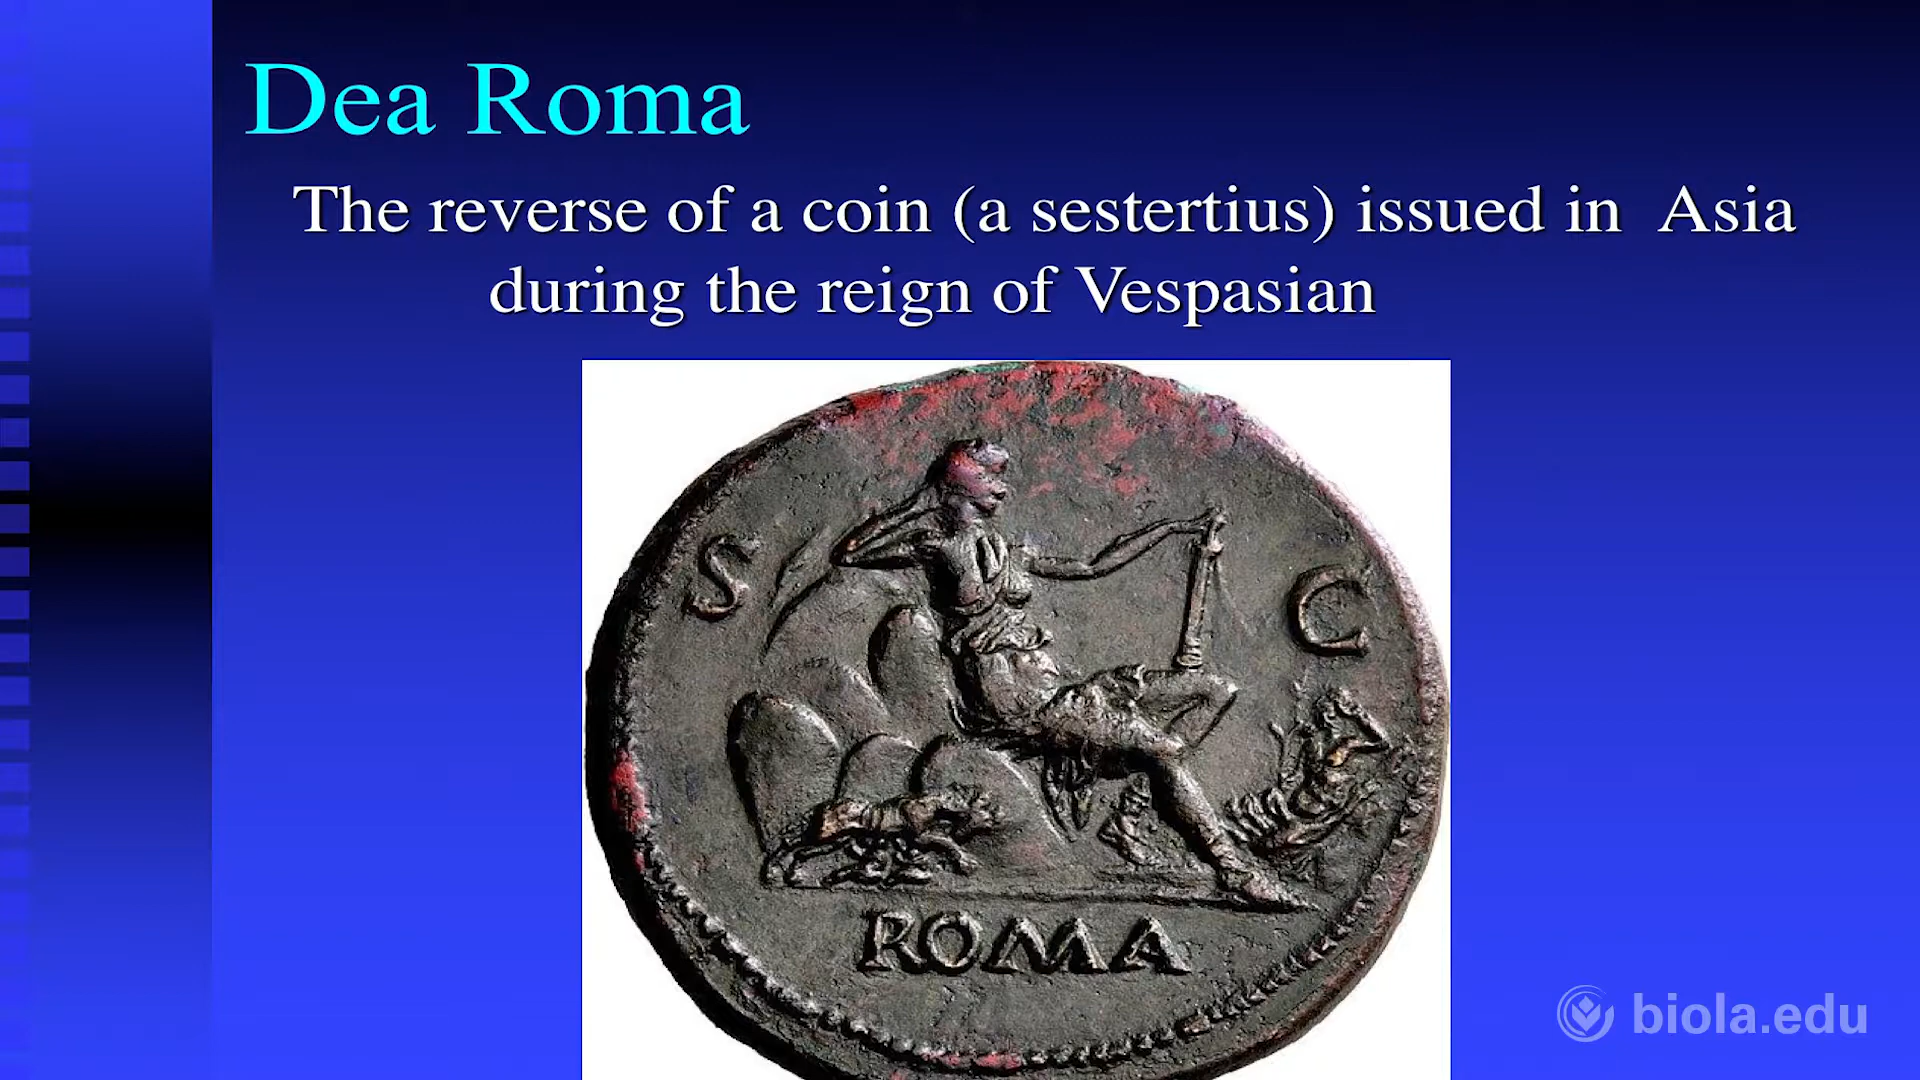 Dea Roma
The reverse of a coin (a sestertius) issued in Asia
during the reign of Vespasian
S C
ROMA
biola.edu